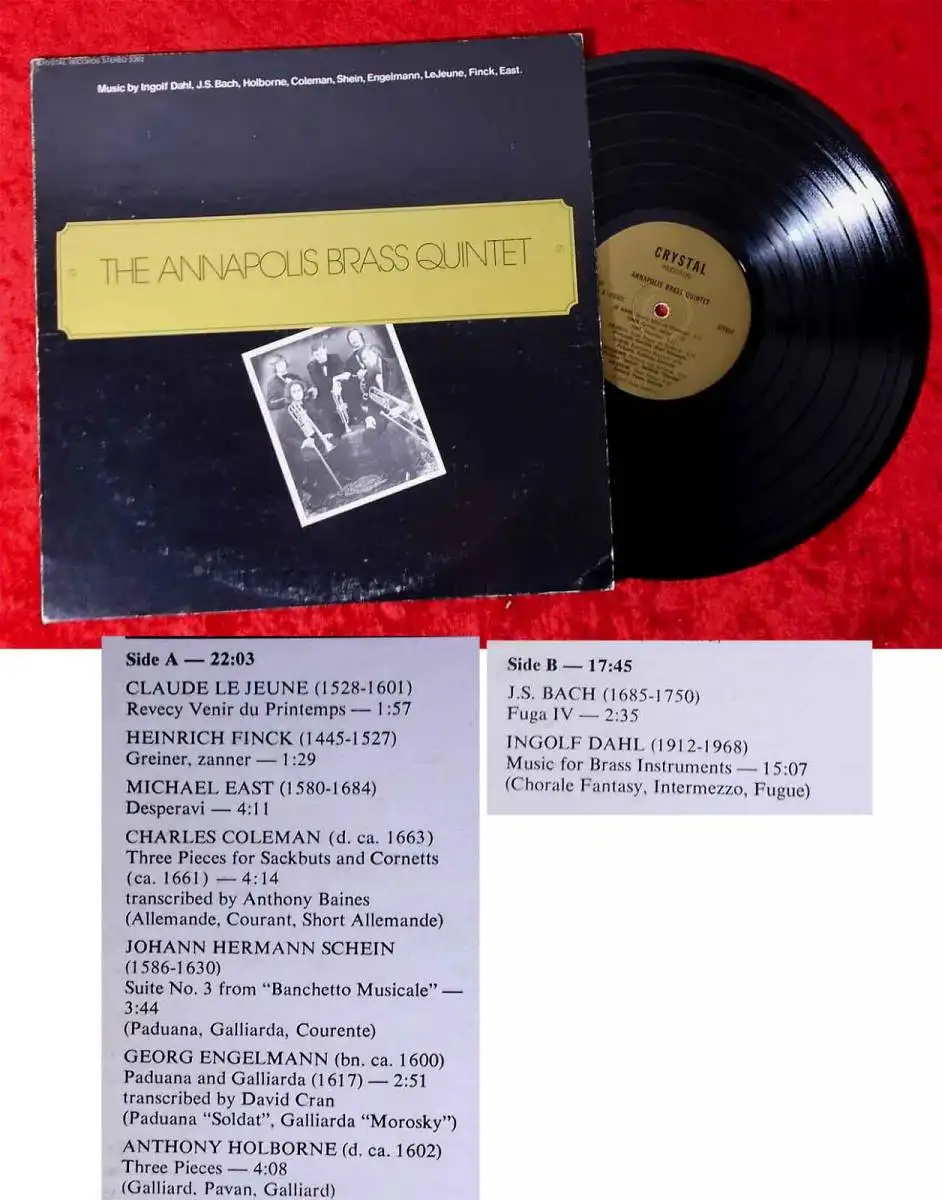 CRYSTAL RECORDS STEREO
Music by Ingolf Dahl, J.S. Bach, Holborne, Coleman, Shein, Engelmann, LeJeune, Finck, East.
THE ANNAPOLIS BRASS QUINTET
CRYSTAL
RECORDS
ANNAPOLIS BRASS QUINTET
STEREO
Side A — 22:03
CLAUDE LE JEUNE (1528-1601)
Revecy Venir du Printemps — 1:57
HEINRICH FINCK (1445-1527)
Greiner, zanner — 1:29
MICHAEL EAST (1580-1684)
Desperavi — 4:11
CHARLES COLEMAN (d. ca. 1663)
Three Pieces for Sackbuts and Cornetts
(ca. 1661) — 4:14
transcribed by Anthony Baines
(Allemande, Courant, Short Allemande)
JOHANN HERMANN SCHEIN
(1586-1630)
Suite No. 3 from “Banchetto Musicale” —
3:44
(Paduana, Galliarda, Courente)
GEORG ENGELMANN (bn. ca. 1600)
Paduana and Galliarda (1617) — 2:51
transcribed by David Cran
(Paduana “Soldat”, Galliarda “Morosky”)
ANTHONY HOLBORNE (d. ca. 1602)
Three Pieces — 4:08
(Galliard, Pavan, Galliard)
Side B — 17:45
J.S. BACH (1685-1750)
Fuga IV — 2:35
INGOLF DAHL (1912-1968)
Music for Brass Instruments — 15:07
(Chorale Fantasy, Intermezzo, Fugue)